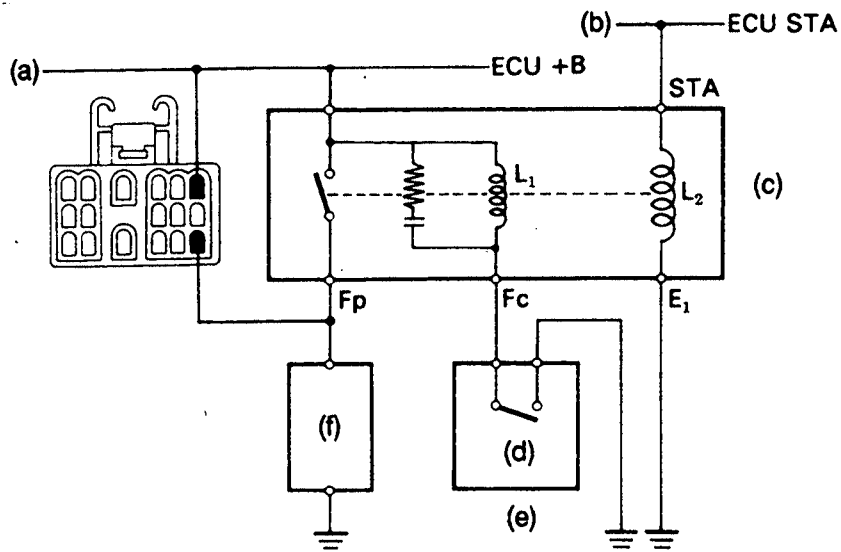 (b) ECU STA
(a) ECU +B
STA
L₁
L₂
(c)
Fp
Fc
E₁
(f)
(d)
(e)